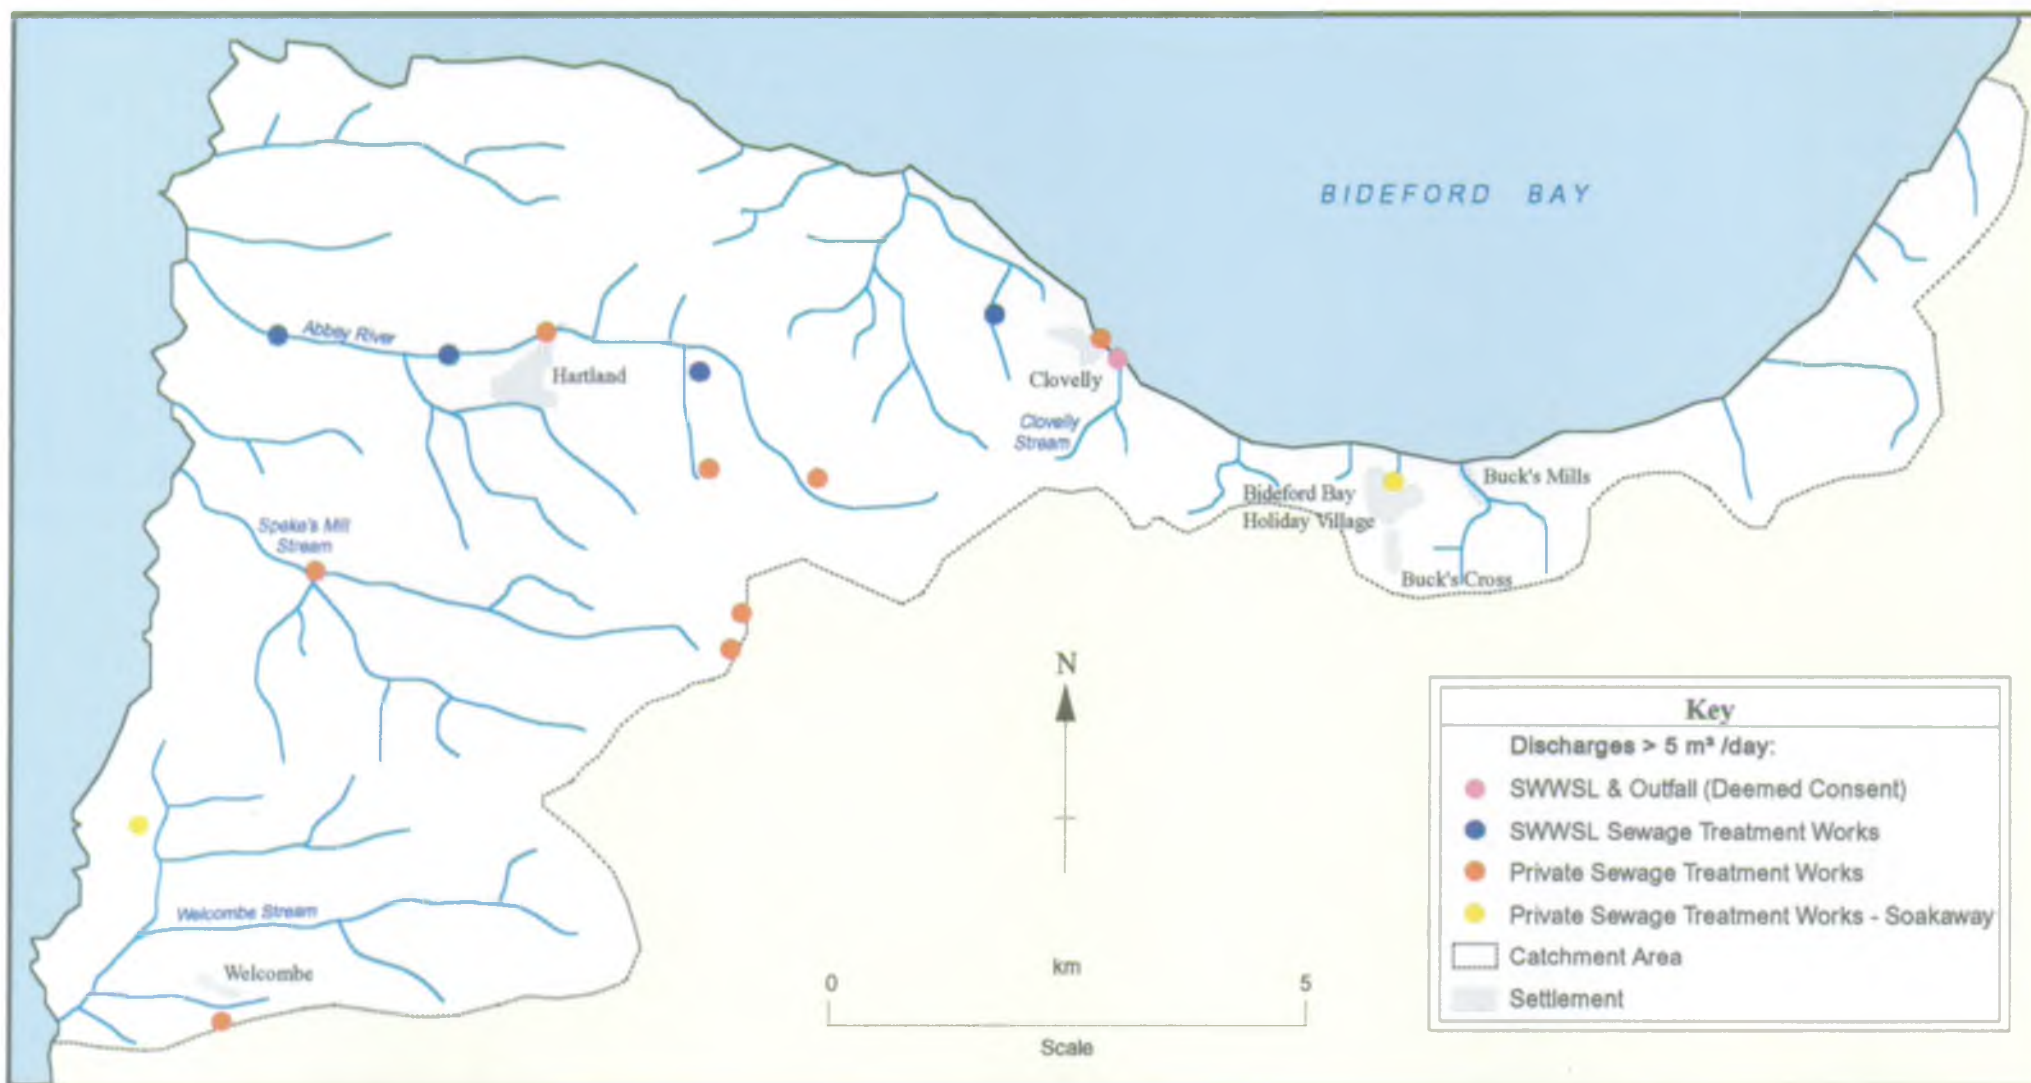 BIDEFORD BAY
Abbey River
Hartland
Clovelly
Clovelly
Stream
Bideford Bay
Holiday Village
Buck's Mills
Buck's Cross
Speke's Mill
Stream
Welcombe Stream
Welcombe
N
km
0 5
Scale
Key
Discharges > 5 m³ /day:
SWWSL & Outfall (Deemed Consent)
SWWSL Sewage Treatment Works
Private Sewage Treatment Works
Private Sewage Treatment Works - Soakaway
Catchment Area
Settlement